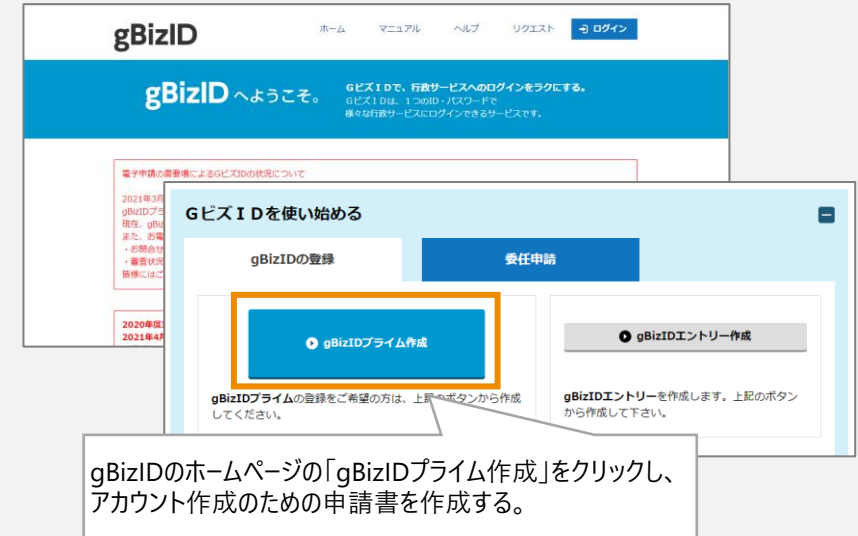 gBizID
ホーム マニュアル ヘルプ リクエスト ログイン
gBizID へようこそ。
GビズIDで、行政サービスへのログインをラクにする。
GビズIDは、1つのID・パスワードで
様々な行政サービスにログインできるサービスです。
電子申請の需要増によるGビズIDの状況について
2021年3月
gBizIDプラ
現在、gBiz
また、お電
・お問合せ
・審査状況
皆様にはご
2020年度
2021年4月
GビズIDを使い始める
gBizIDの登録
委任申請
gBizIDプライム作成
gBizIDプライムの登録をご希望の方は、上記のボタンから作成
してください。
gBizIDエントリー作成
gBizIDエントリーを作成します。上記のボタン
から作成して下さい。
gBizIDのホームページの「gBizIDプライム作成」をクリックし、
アカウント作成のための申請書を作成する。